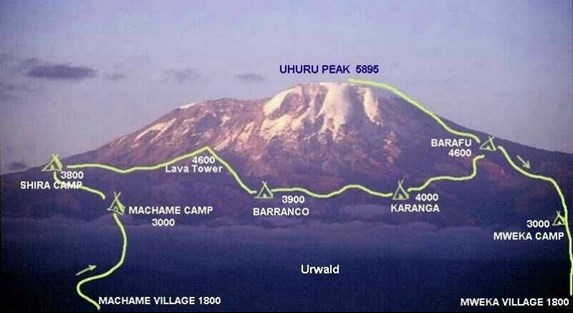 UHURU PEAK 5895
BARAFU
4600
4600
Lava Tower
3800
SHIRA CAMP
4000
KARANGA
3900
BARRANCO
MACHAME CAMP
3000
3000
MWEKA CAMP
Urwald
MACHAME VILLAGE 1800
MWEKA VILLAGE 1800